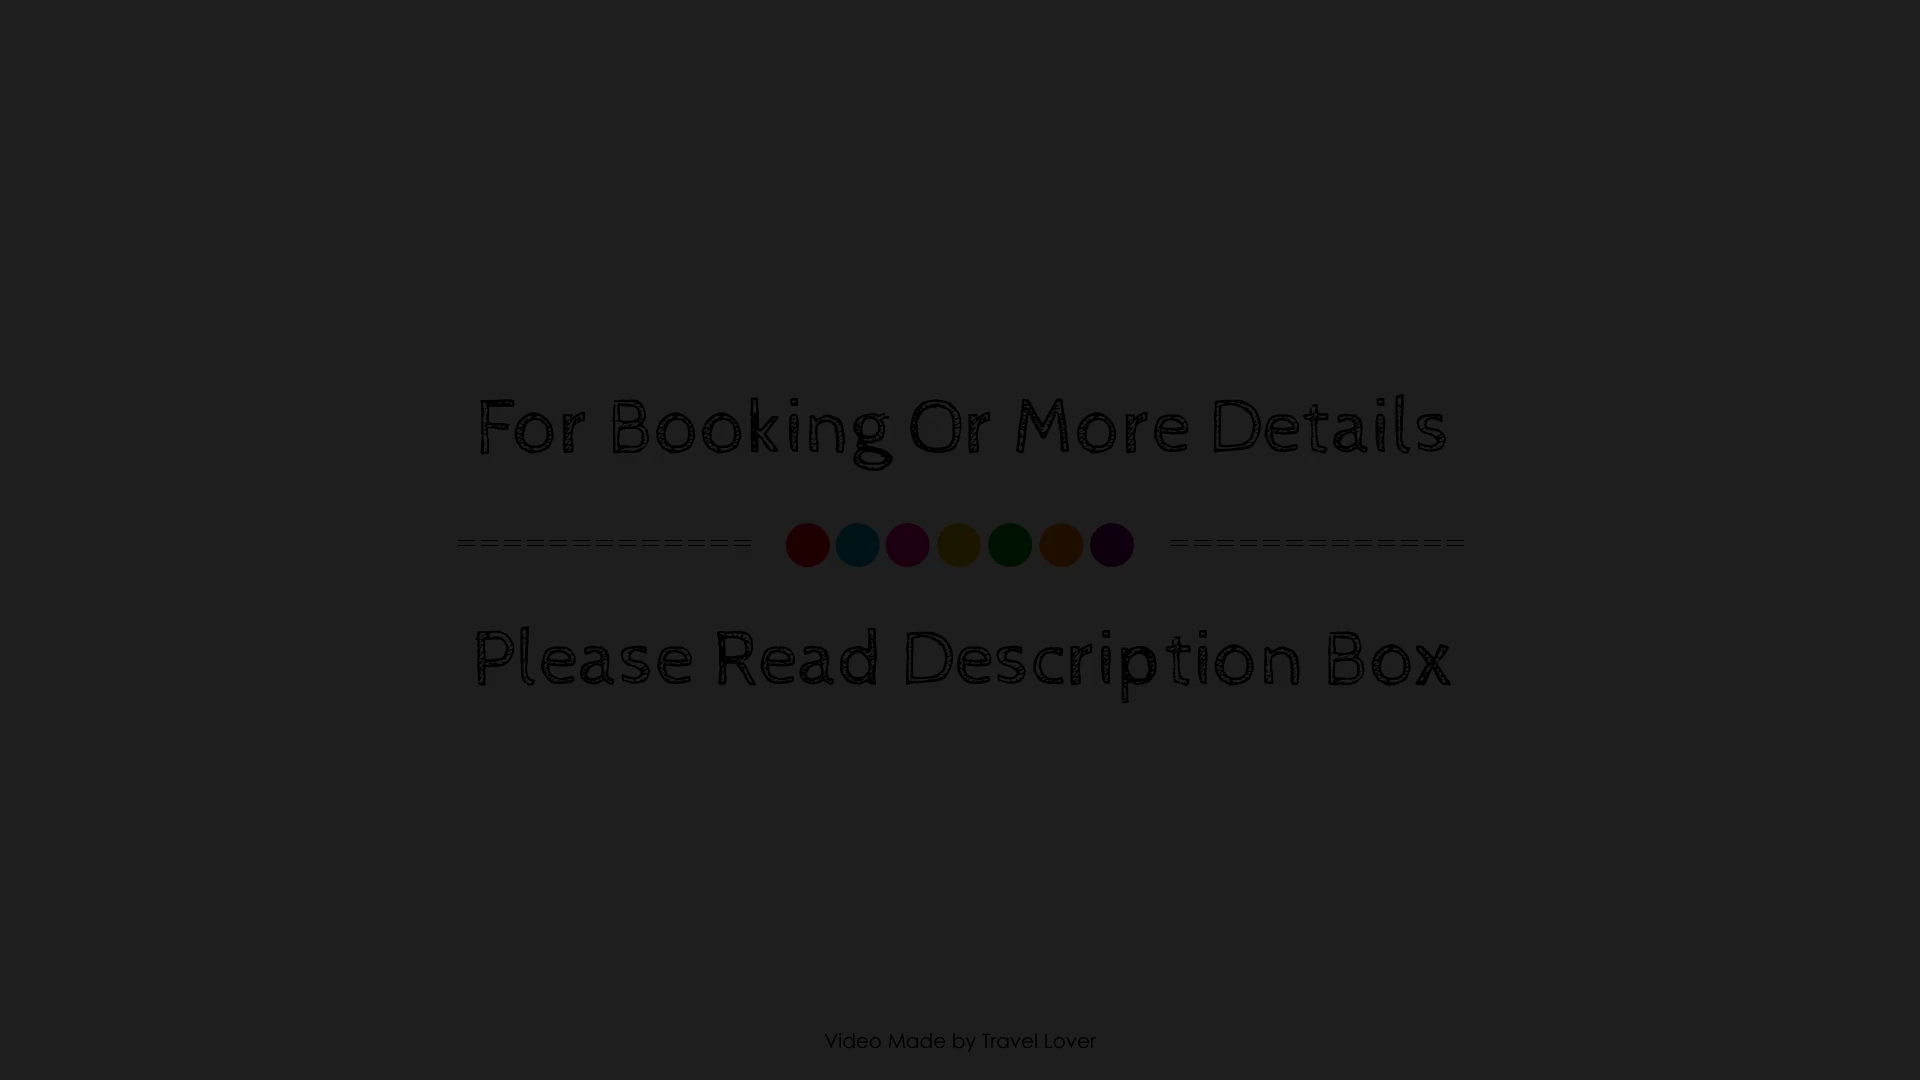 For Booking Or More Details
============= =============
Please Read Description Box
Video Made by Travel Lover